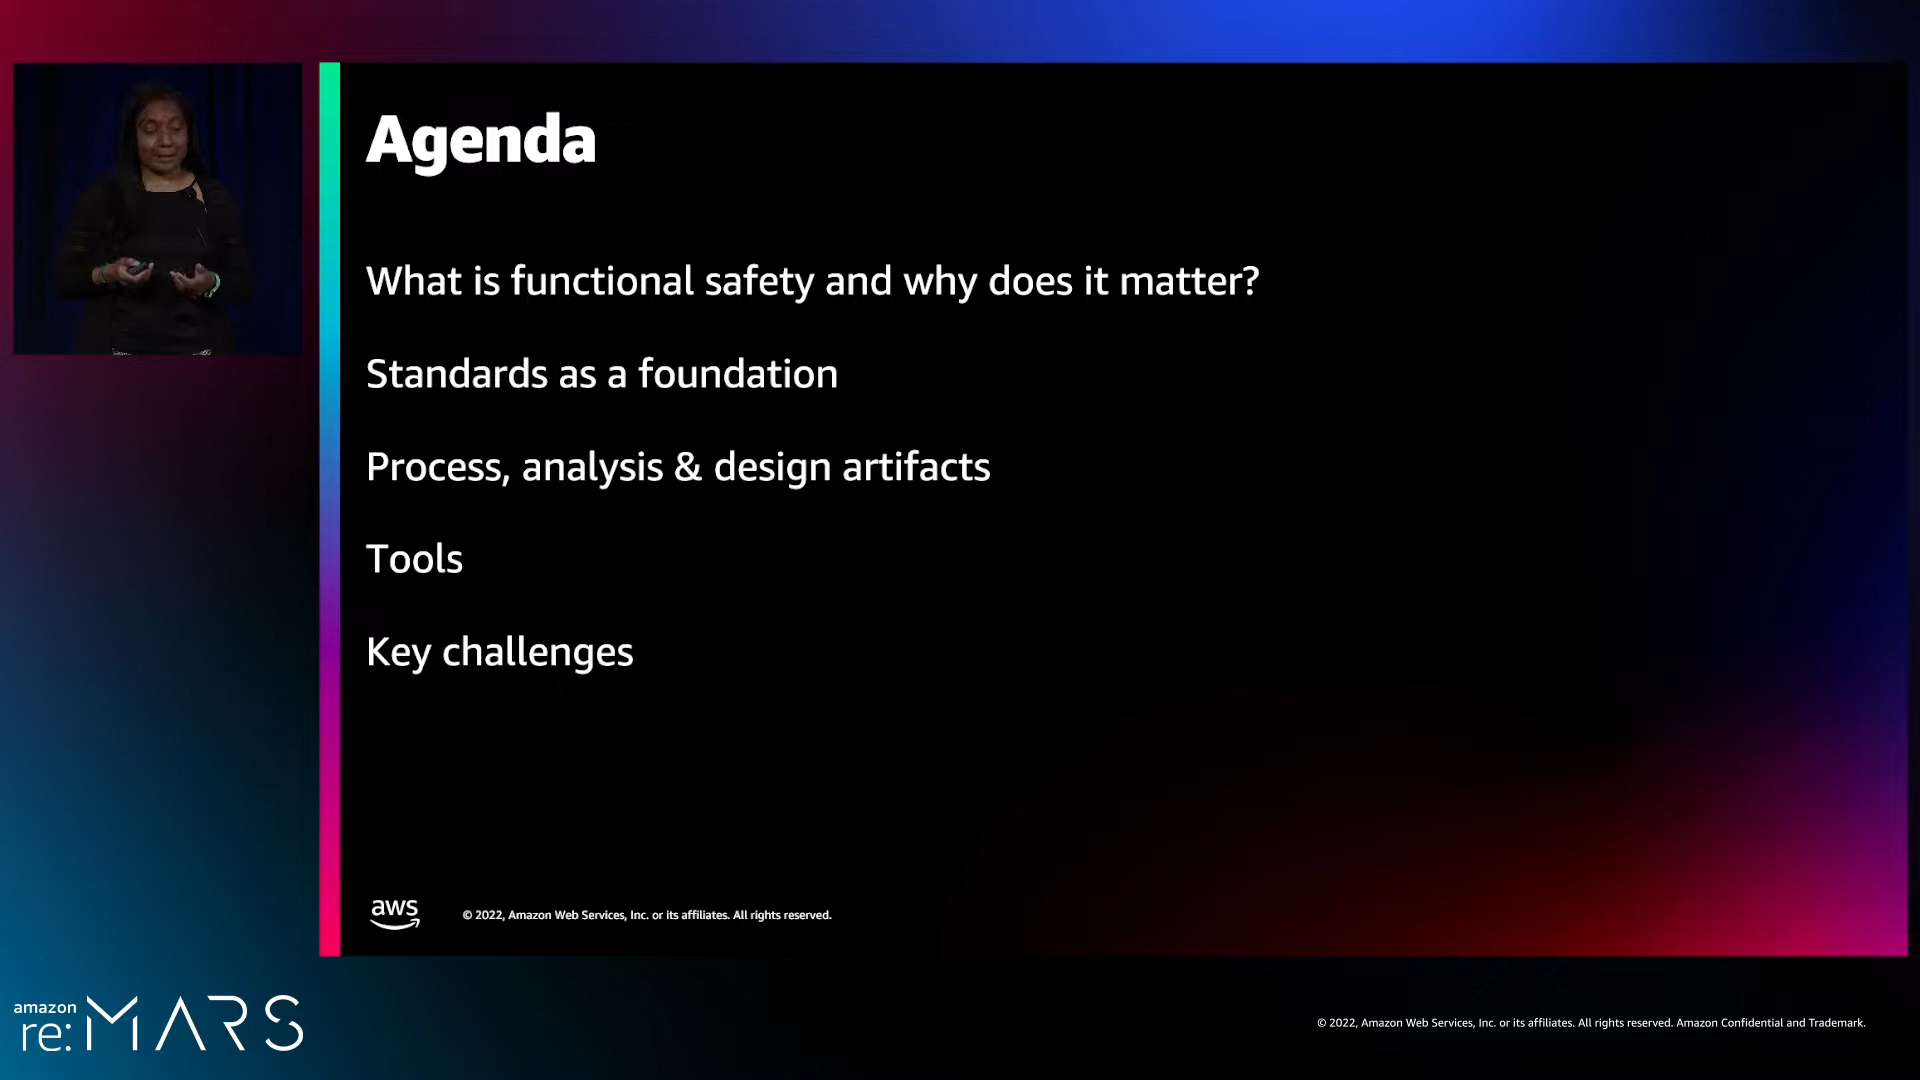 Agenda
What is functional safety and why does it matter?
Standards as a foundation
Process, analysis & design artifacts
Tools
Key challenges
aws
© 2022, Amazon Web Services, Inc. or its affiliates. All rights reserved.
amazon
re:MARS
© 2022, Amazon Web Services, Inc. or its affiliates. All rights reserved. Amazon Confidential and Trademark.